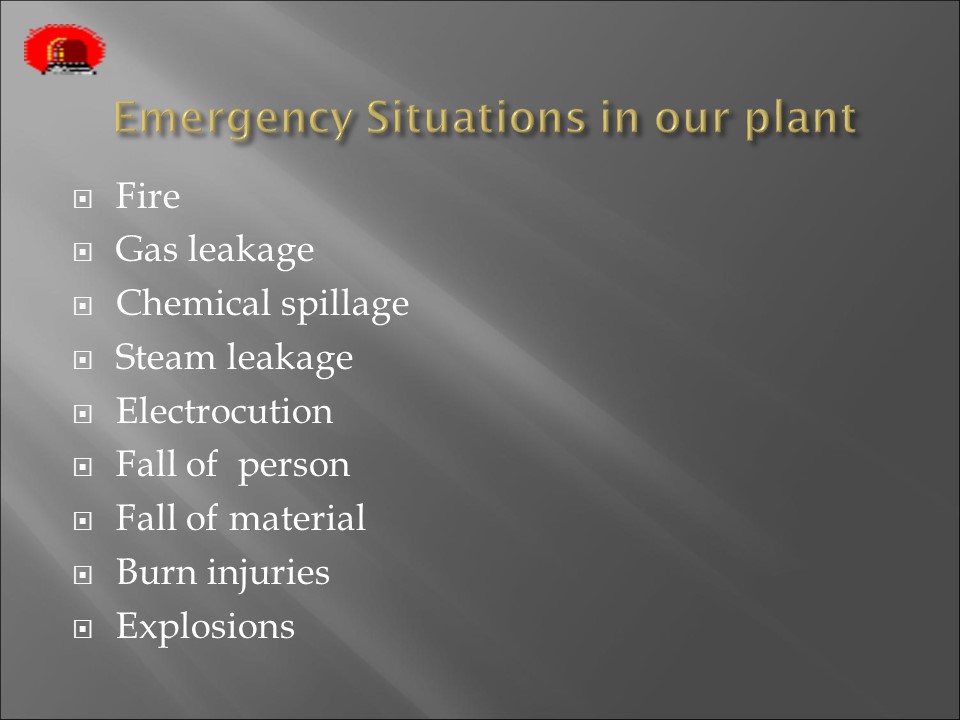 Emergency Situations in our plant
Fire
Gas leakage
Chemical spillage
Steam leakage
Electrocution
Fall of  person
Fall of material
Burn injuries
Explosions